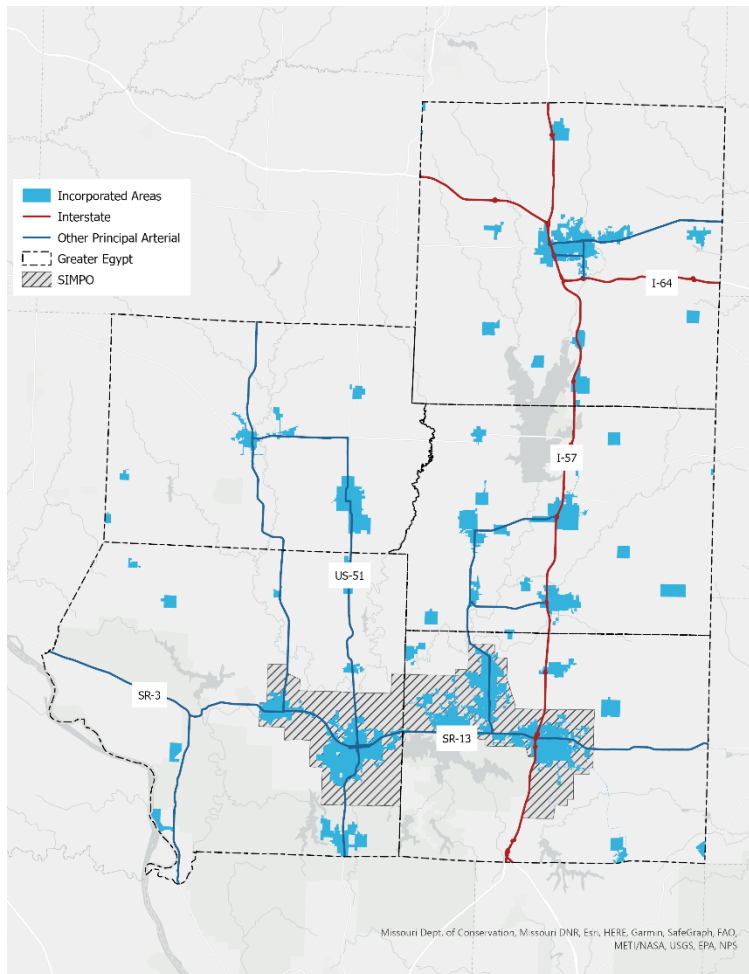 Incorporated Areas
Interstate
Other Principal Arterial
Greater Egypt
SIMPO
I-64
I-57
US-51
SR-3
SR-13
Missouri Dept. of Conservation, Missouri DNR, Esri, HERE, Garmin, SafeGraph, FAO,
METI/NASA, USGS, EPA, NPS